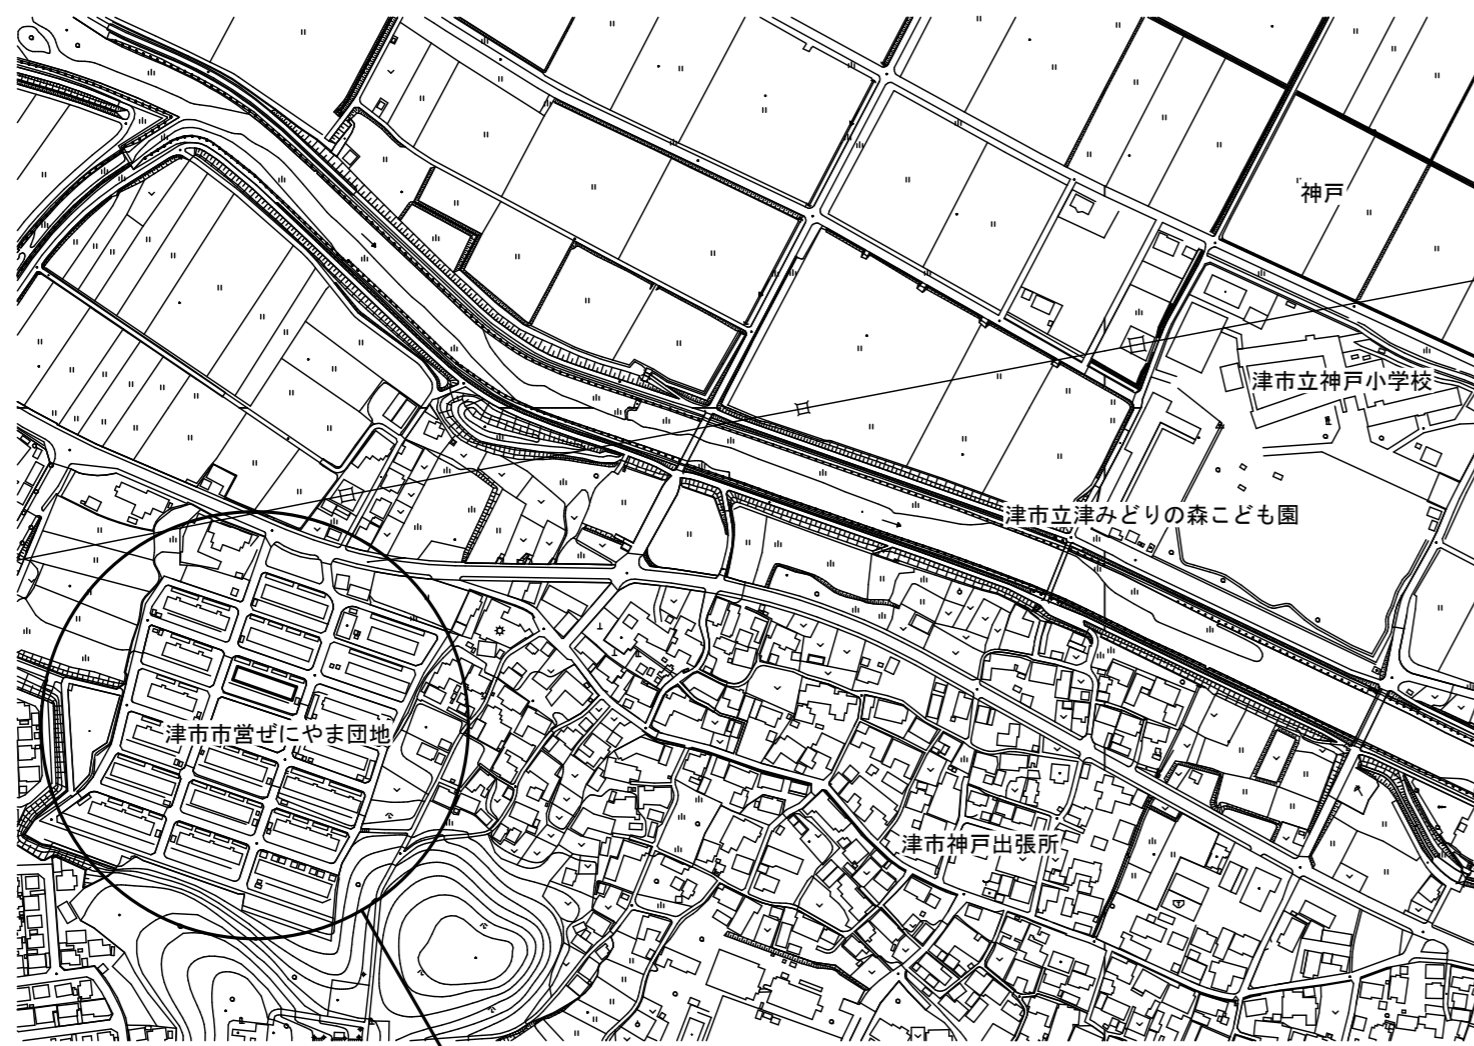 神戸
津市立神戸小学校
津市立津みどりの森こども園
津市市営ぜにやま団地
津市神戸出張所